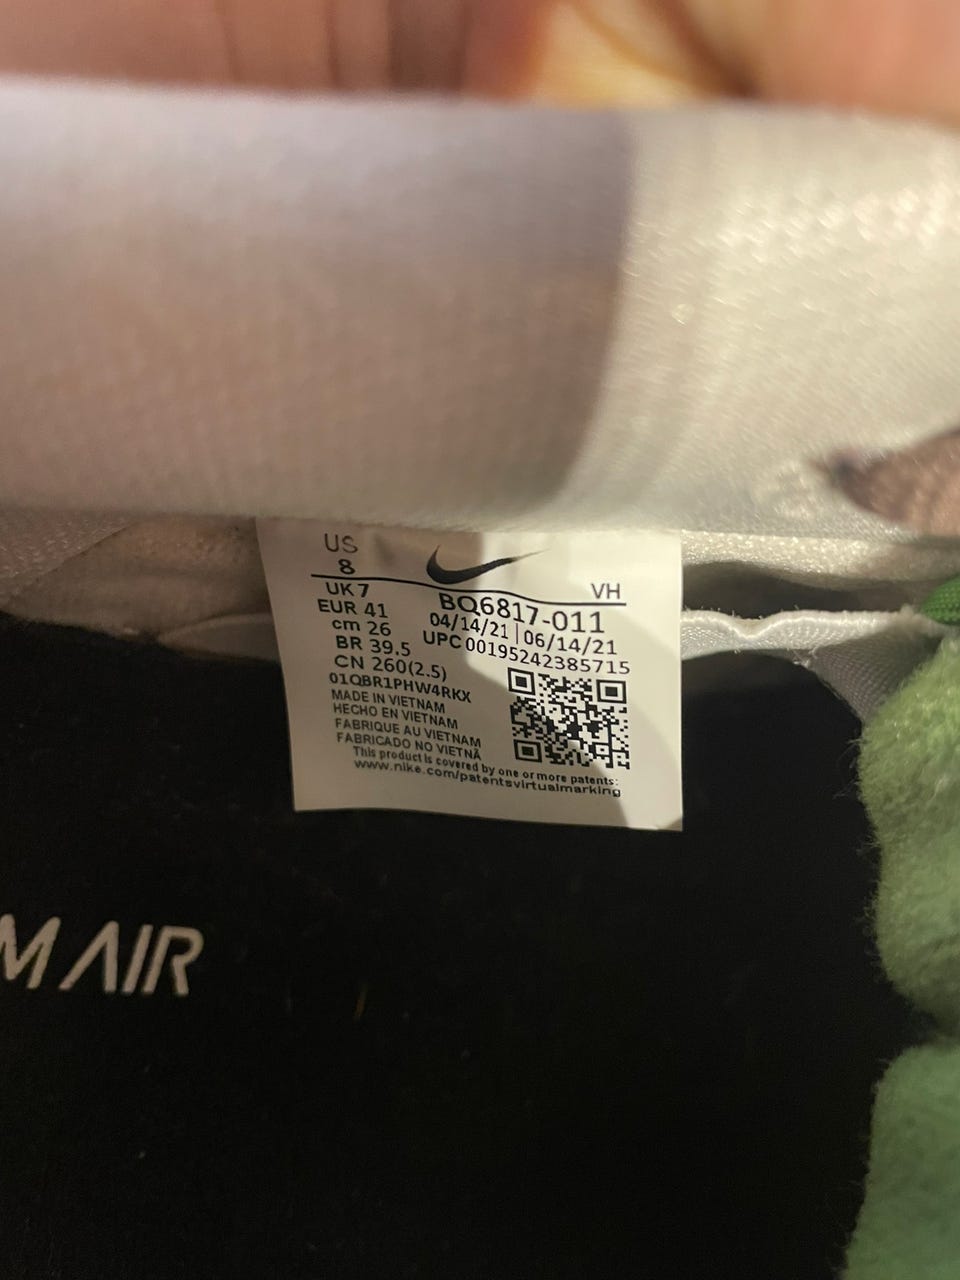 US
8
VH
UK 7
BQ6817-011
EUR 41
04/14/21 | 06/14/21
cm 26
UPC 00195242385715
BR 39.5
CN 260(2.5)
01QBR1PHW4RKX
MADE IN VIETNAM
HECHO EN VIETNAM
FABRIQUE AU VIETNAM
FABRICADO NO VIETNÃ
This product is covered by one or more patents:
www.nike.com/patentsvirtualmarking
M AIR